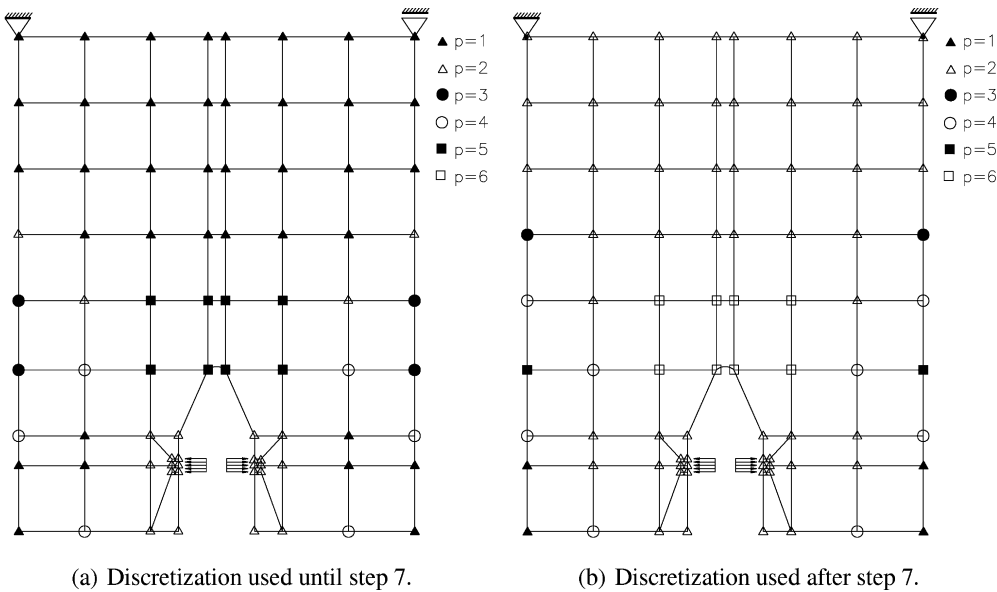 p=1
p=2
p=3
p=4
p=5
p=6
p=1
p=2
p=3
p=4
p=5
p=6
(a) Discretization used until step 7.
(b) Discretization used after step 7.